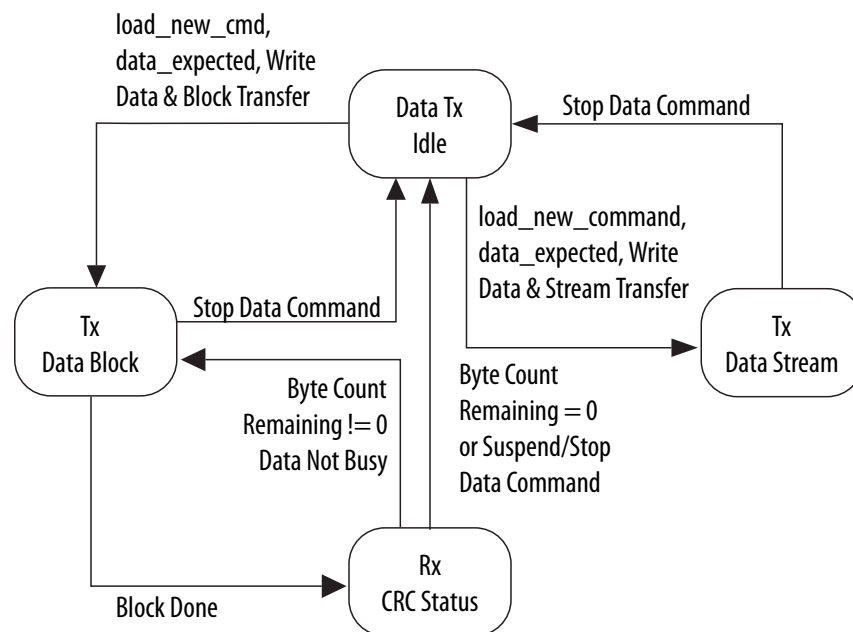 load_new_cmd,
data_expected, Write
Data & Block Transfer
Data Tx
Idle
Stop Data Command
load_new_command,
data_expected, Write
Data & Stream Transfer
Tx
Data Block
Stop Data Command
Tx
Data Stream
Byte Count
Remaining != 0
Data Not Busy
Byte Count
Remaining = 0
or Suspend/Stop
Data Command
Block Done
Rx
CRC Status